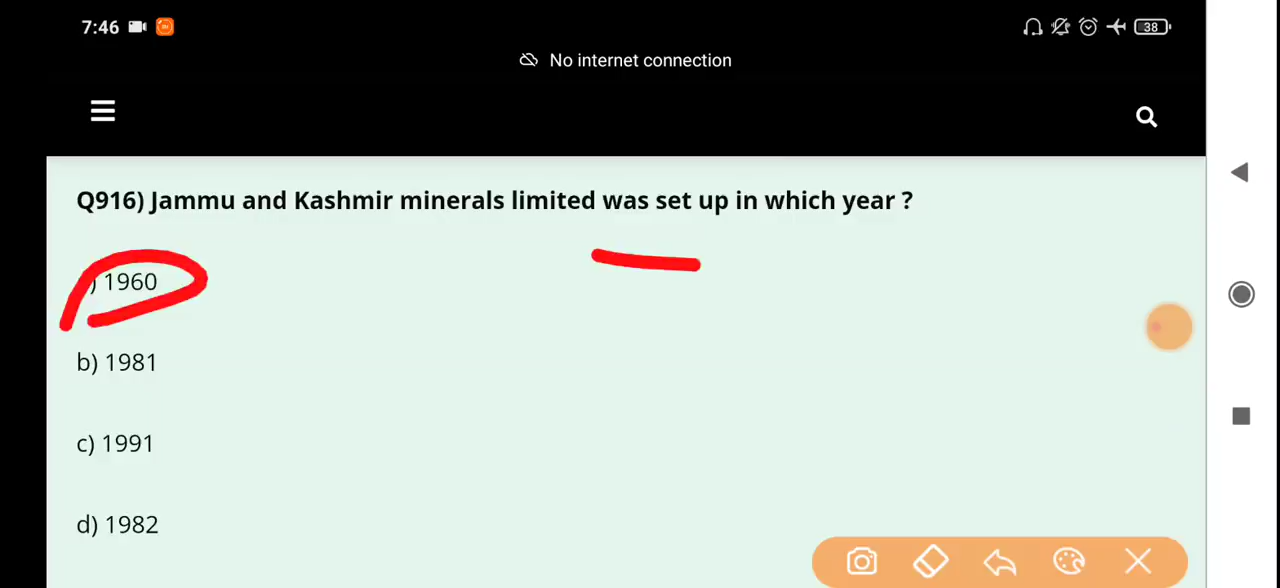 7:46
38
No internet connection
Q916) Jammu and Kashmir minerals limited was set up in which year ?
) 1960
b) 1981
c) 1991
d) 1982